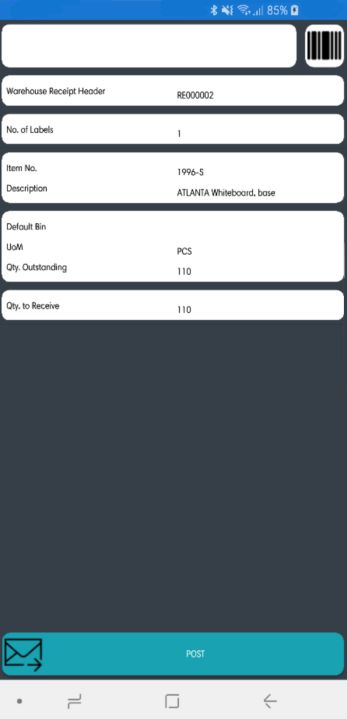 85%
Warehouse Receipt Header RE000002
No. of Labels 1
Item No. 1996-S
Description ATLANTA Whiteboard, base
Default Bin
UoM PCS
Qty. Outstanding 110
Qty. to Receive 110
POST